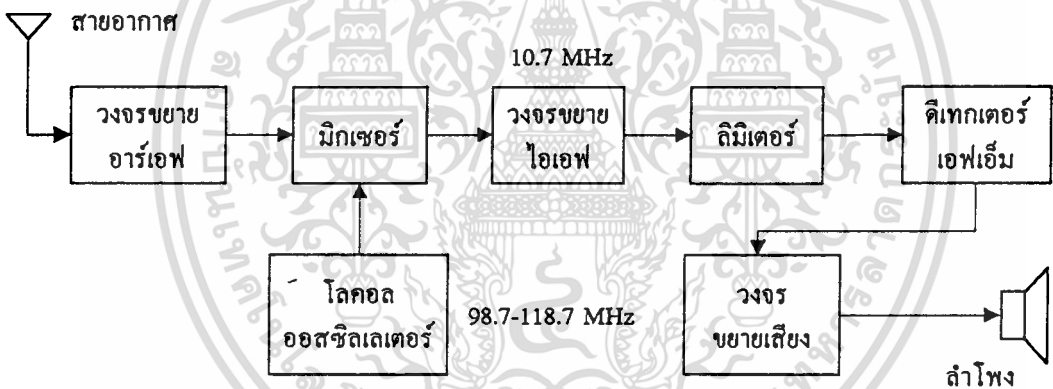 สายอากาศ
10.7 MHz
วงจรขยาย
อาร์เอฟ
มิกเซอร์
วงจรขยาย
ไอเอฟ
ลิมิเตอร์
ดีเทกเตอร์
เอฟเอ็ม
โลคอล
ออสซิลเลเตอร์
98.7-118.7 MHz
วงจร
ขยายเสียง
ลำโพง